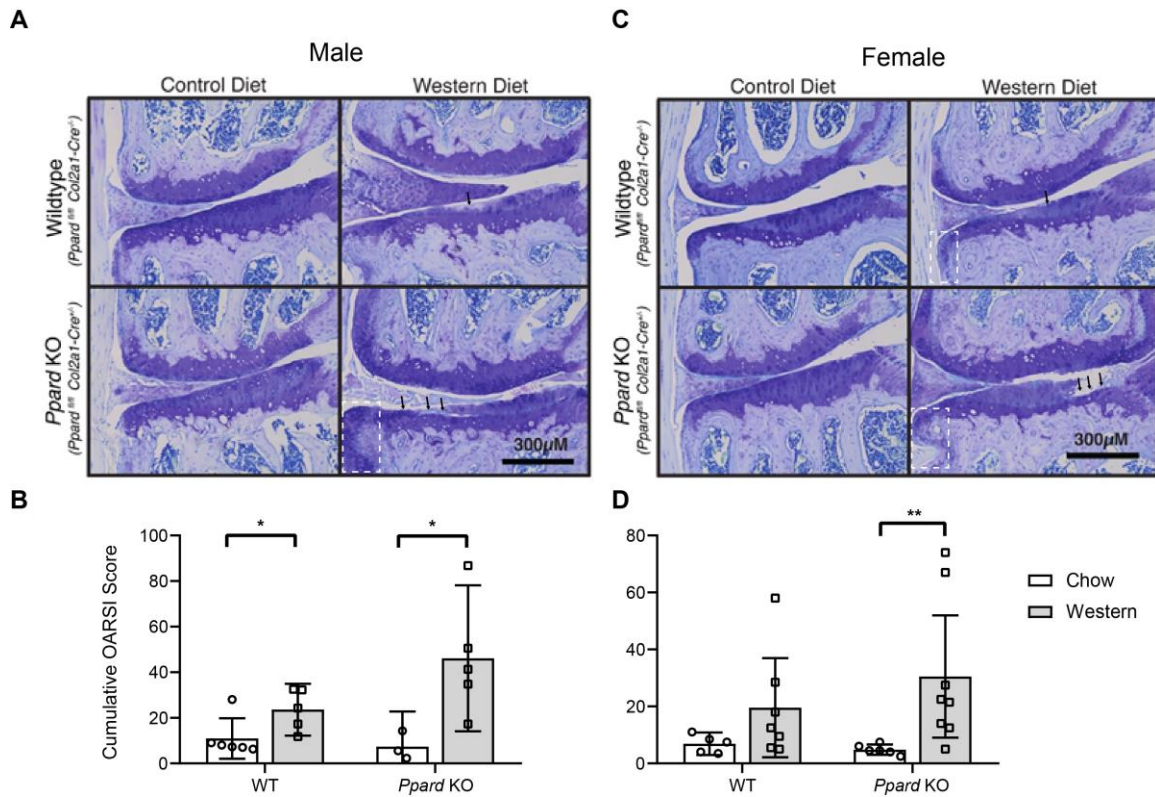 A
Male
Control Diet
Western Diet
Wildtype
(Ppard fl/fl Col2a1-Cre-/-)
Ppard KO
(Ppard fl/fl Col2a1-Cre+/-)
300µM
C
Female
Control Diet
Western Diet
Wildtype
(Ppard fl/fl Col2a1-Cre-/-)
Ppard KO
(Ppard fl/fl Col2a1-Cre+/-)
300µM
B
Cumulative OARSI Score
100
80
60
40
20
0
*
*
WT
Ppard KO
D
80
60
40
20
0
**
WT
Ppard KO
Chow
Western